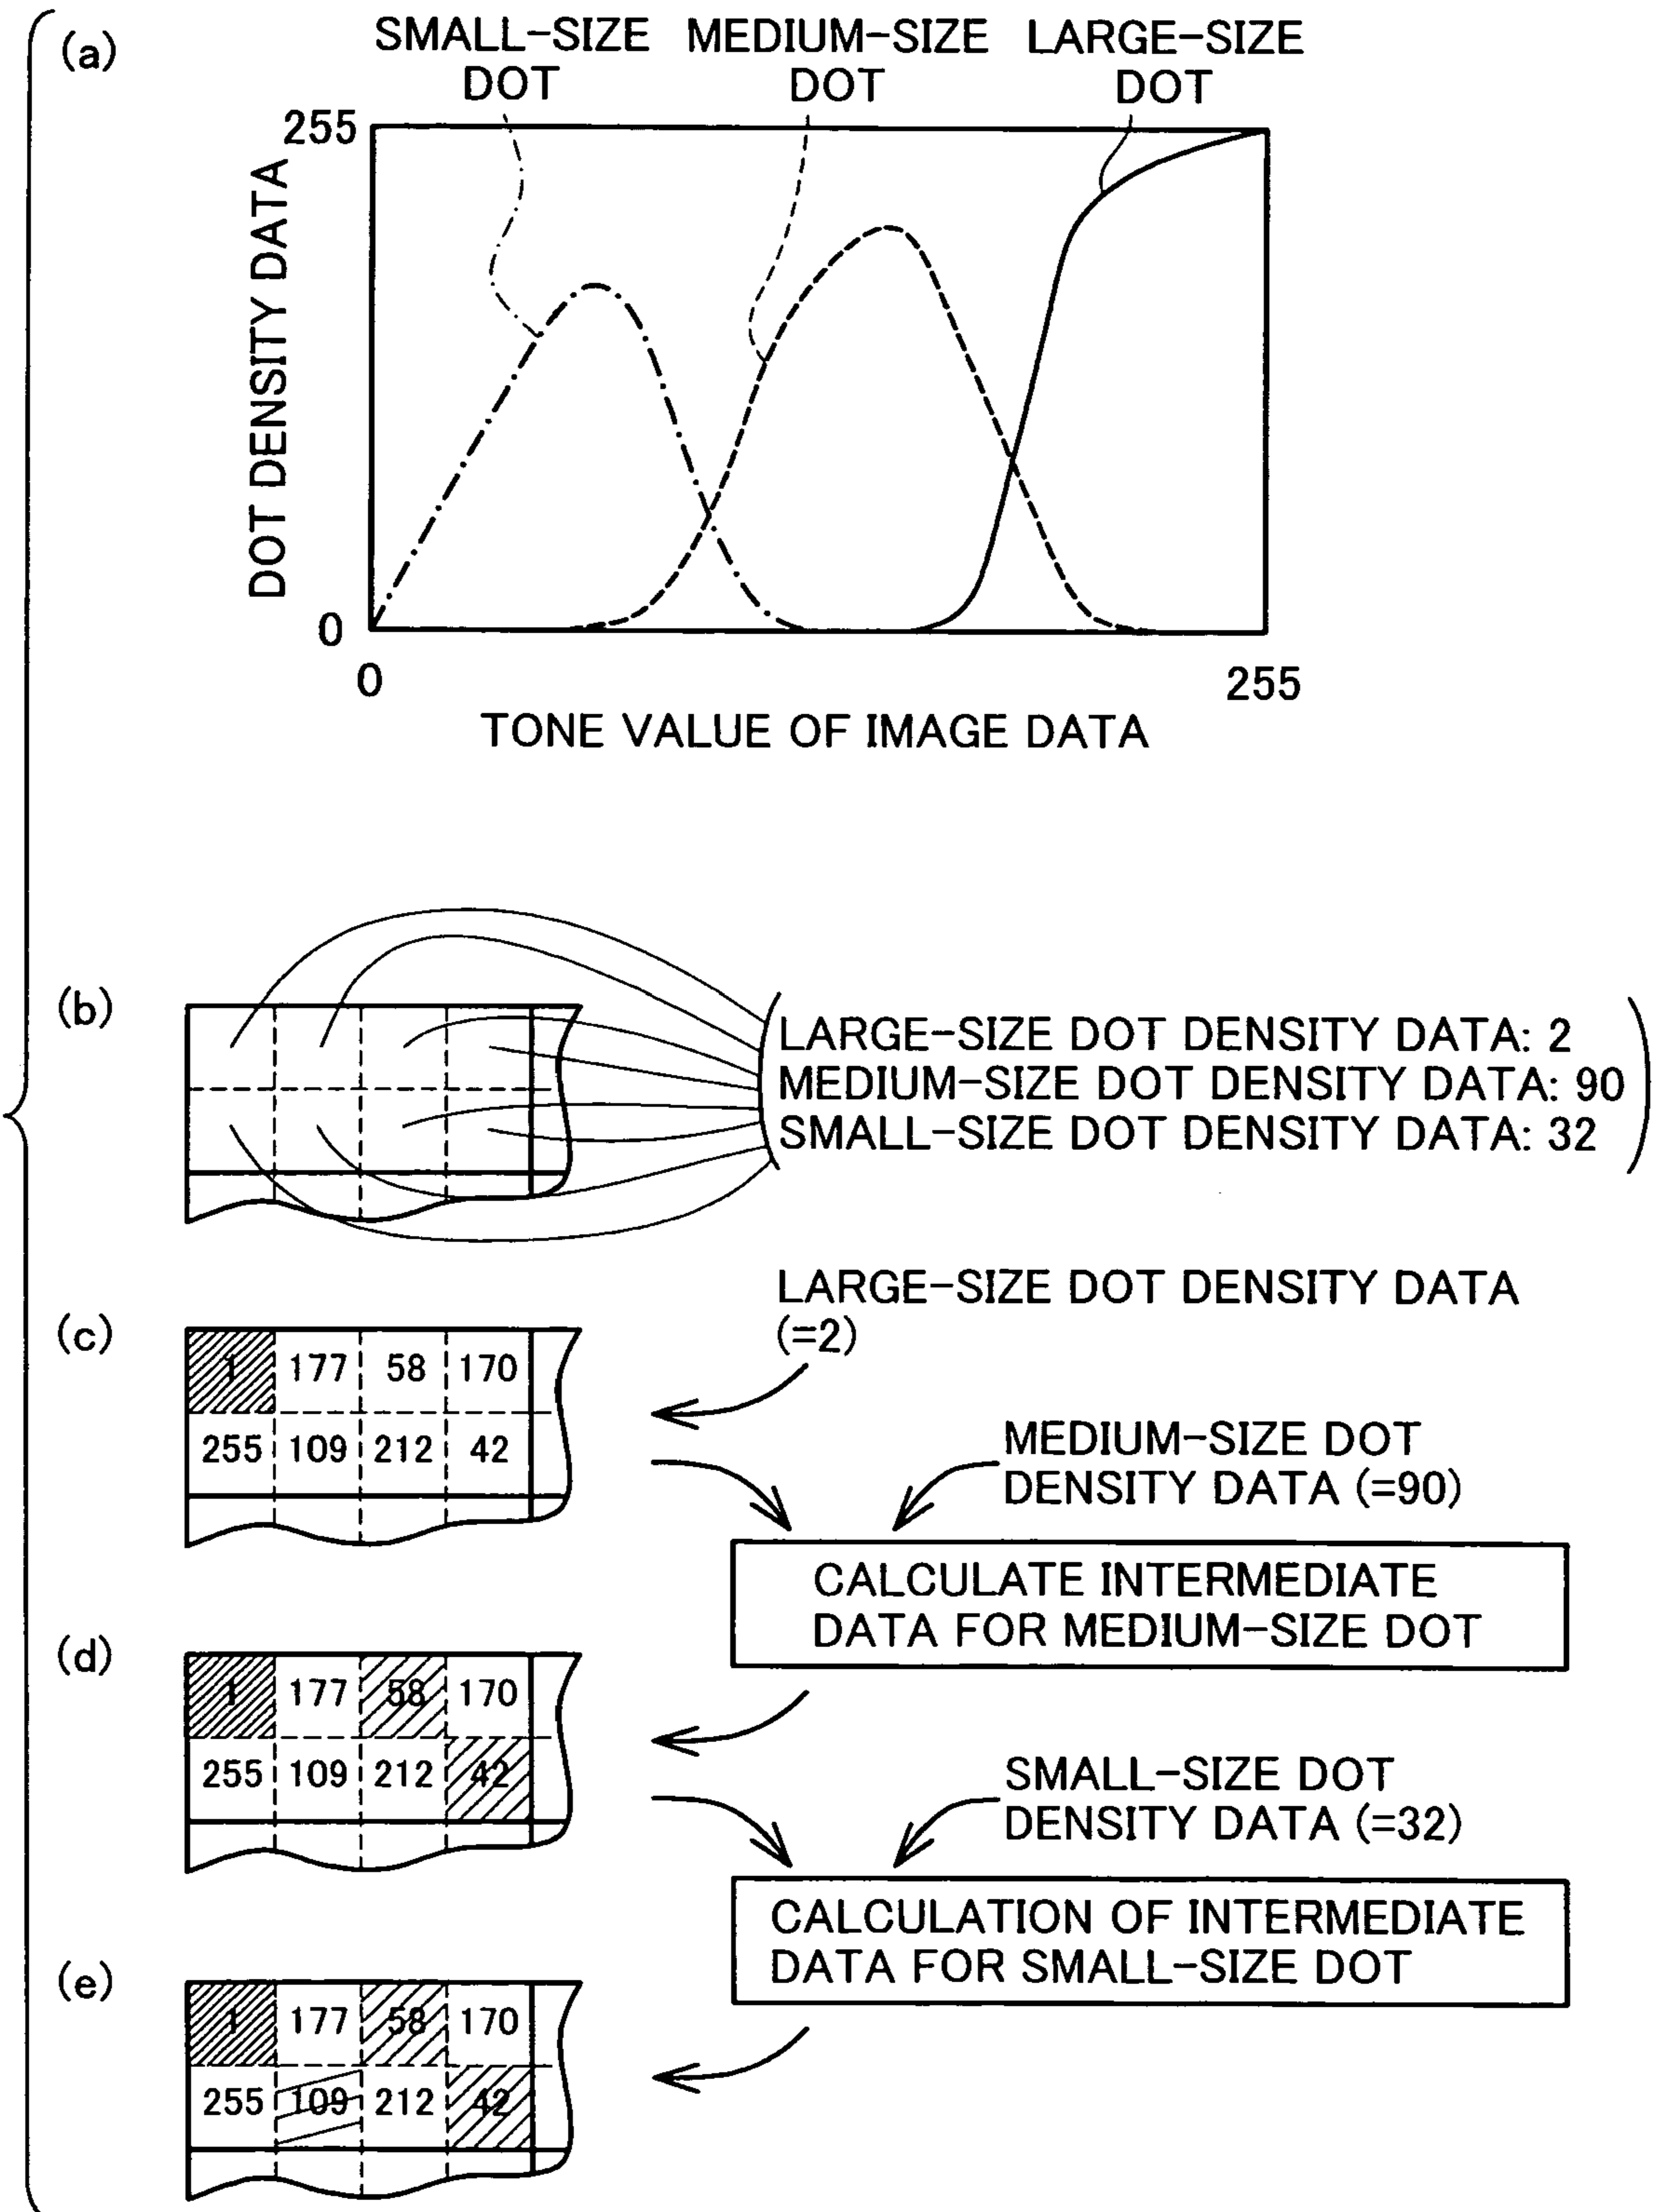 (a)
SMALL-SIZE DOT
MEDIUM-SIZE DOT
LARGE-SIZE DOT
255
DOT DENSITY DATA
0
0
255
TONE VALUE OF IMAGE DATA
(b)
LARGE-SIZE DOT DENSITY DATA: 2
MEDIUM-SIZE DOT DENSITY DATA: 90
SMALL-SIZE DOT DENSITY DATA: 32
(c)
LARGE-SIZE DOT DENSITY DATA
(=2)
1 177 58 170
255 109 212 42
MEDIUM-SIZE DOT
DENSITY DATA (=90)
CALCULATE INTERMEDIATE
DATA FOR MEDIUM-SIZE DOT
(d)
1 177 58 170
255 109 212 42
SMALL-SIZE DOT
DENSITY DATA (=32)
CALCULATION OF INTERMEDIATE
DATA FOR SMALL-SIZE DOT
(e)
1 177 58 170
255 109 212 42